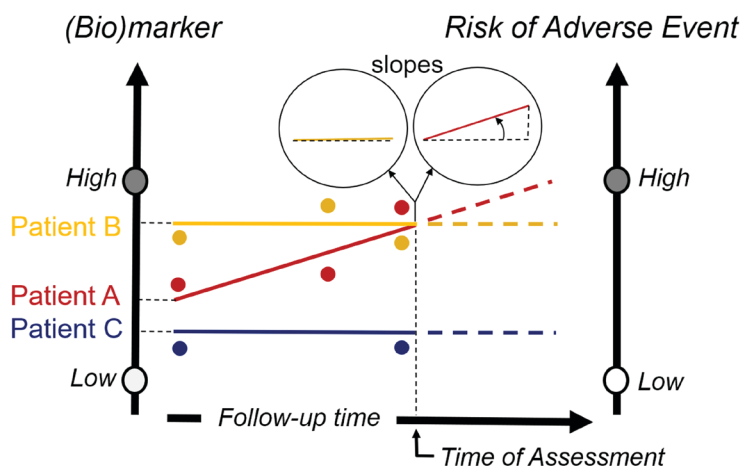 (Bio)marker
Risk of Adverse Event
slopes
High
High
Patient B
Patient A
Patient C
Low
Low
Follow-up time
Time of Assessment